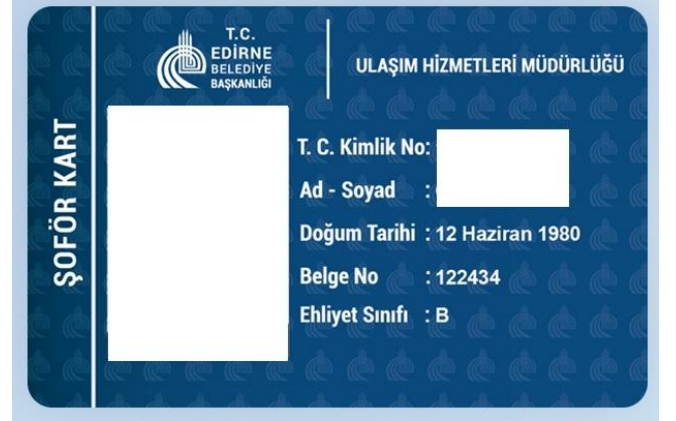 T.C.
EDİRNE
BELEDİYE
BAŞKANLIĞI
ULAŞIM HİZMETLERİ MÜDÜRLÜĞÜ
ŞOFÖR KART
T. C. Kimlik No:
Ad - Soyad :
Doğum Tarihi : 12 Haziran 1980
Belge No : 122434
Ehliyet Sınıfı : B